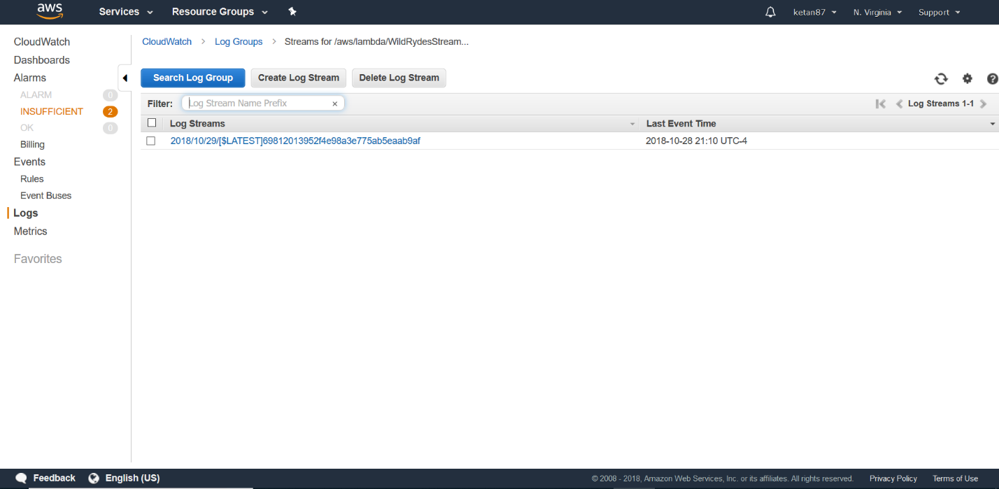 aws Services Resource Groups ketan87 N. Virginia Support
CloudWatch
Dashboards
Alarms
ALARM 0
INSUFFICIENT 2
OK 0
Billing
Events
Rules
Event Buses
Logs
Metrics
Favorites
CloudWatch > Log Groups > Streams for /aws/lambda/WildRydesStream...
Search Log Group Create Log Stream Delete Log Stream
Filter: Log Stream Name Prefix × Log Streams 1-1
Log Streams Last Event Time
2018/10/29/[$LATEST]69812013952f4e98a3e775ab5eaab9af 2018-10-28 21:10 UTC-4
Feedback English (US) © 2008 - 2018, Amazon Web Services, Inc. or its affiliates. All rights reserved. Privacy Policy Terms of Use